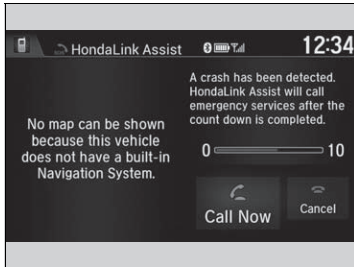 HondaLink Assist
12:34
No map can be shown
because this vehicle
does not have a built-in
Navigation System.
A crash has been detected.
HondaLink Assist will call
emergency services after the
count down is completed.
0 10
Call Now
Cancel